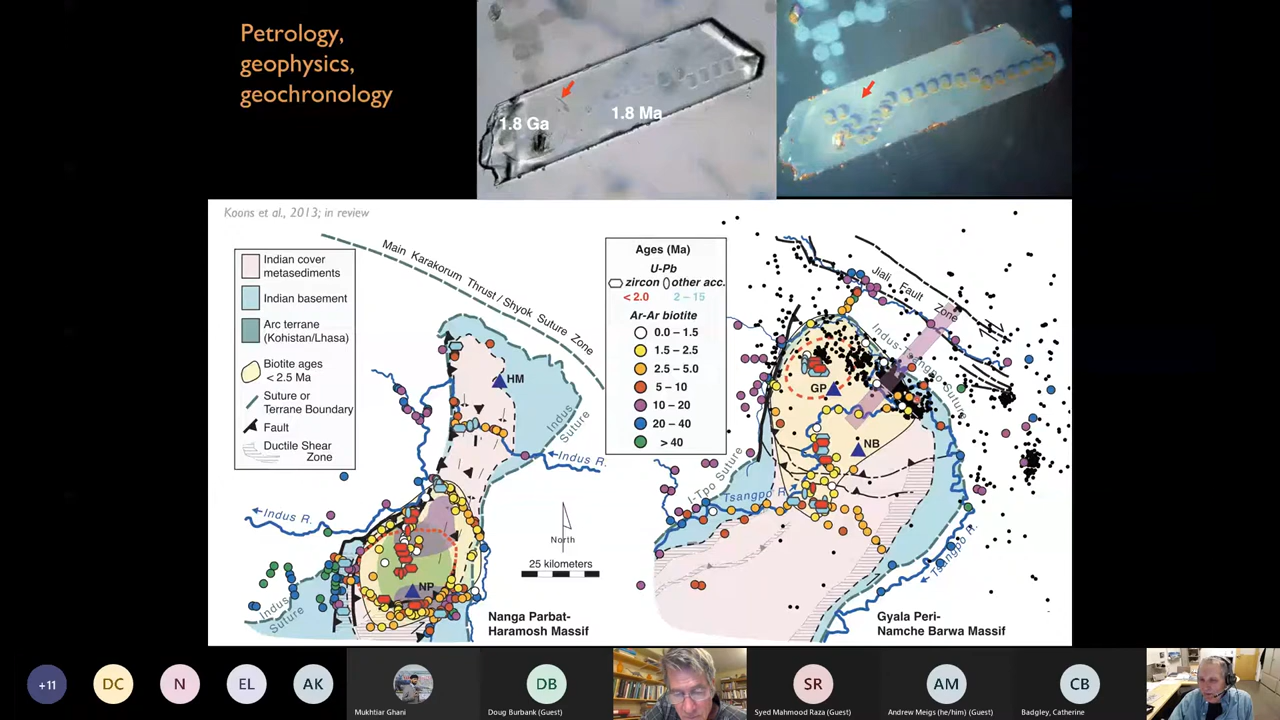 Petrology,
geophysics,
geochronology
1.8 Ga
1.8 Ma
Koons et al., 2013; in review
Main Karakorum Thrust / Shyok Suture Zone
Indian cover
metasediments
Indian basement
Arc terrane
(Kohistan/Lhasa)
Biotite ages
< 2.5 Ma
Suture or
Terrane Boundary
Fault
Ductile Shear
Zone
HM
Indus
Suture
Indus R.
Indus R.
North
25 kilometers
NP
Indus
Suture
Nanga Parbat-
Haramosh Massif
Ages (Ma)
U-Pb
zircon other acc.
< 2.0 2 – 15
Ar-Ar biotite
0.0 – 1.5
1.5 – 2.5
2.5 – 5.0
5 – 10
10 – 20
20 – 40
> 40
Jiali Fault Zone
Suture
GP
NB
I-Tpo Suture
Tsangpo R.
Tsangpo R.
Gyala Peri-
Namche Barwa Massif
+11
DC
N
EL
AK
Mukhtiar Ghani
DB
Doug Burbank (Guest)
SR
Syed Mahmood Raza (Guest)
AM
Andrew Meigs (he/him) (Guest)
CB
Badgley, Catherine